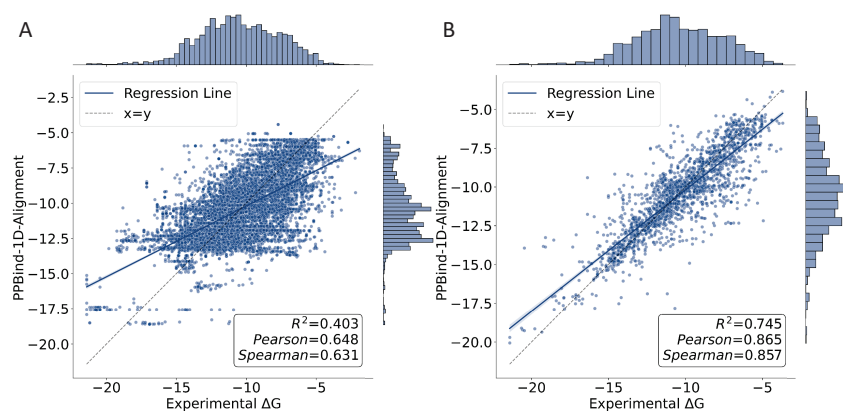 A
Regression Line
x=y
−2.5
−5.0
−7.5
−10.0
−12.5
−15.0
−17.5
−20.0
PPBind-1D-Alignment
R²=0.403
Pearson=0.648
Spearman=0.631
−20
−15
−10
−5
Experimental ΔG
B
Regression Line
x=y
−5.0
−7.5
−10.0
−12.5
−15.0
−17.5
−20.0
PPBind-1D-Alignment
R²=0.745
Pearson=0.865
Spearman=0.857
−20
−15
−10
−5
Experimental ΔG